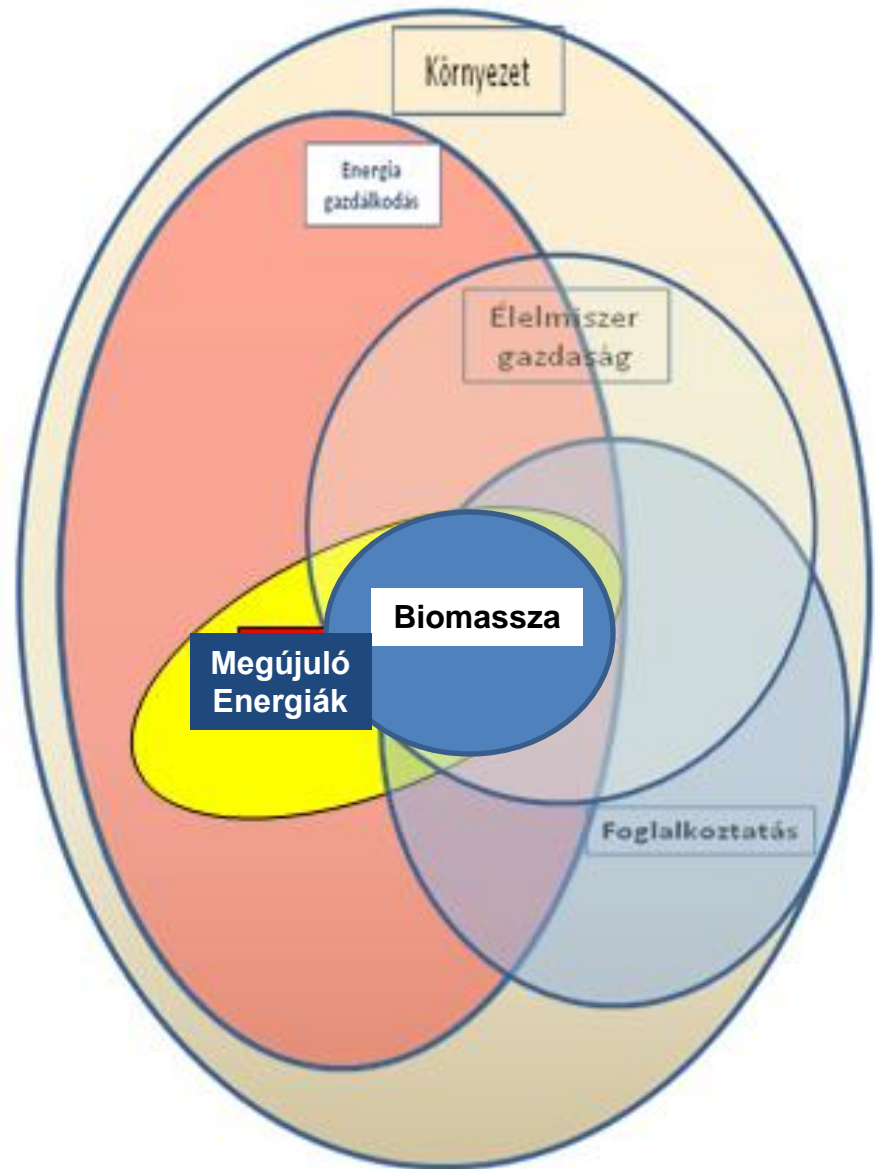 Környezet
Energia
gazdálkodás
Élelmiszer
gazdaság
Biomassza
Megújuló
Energiák
Foglalkoztatás